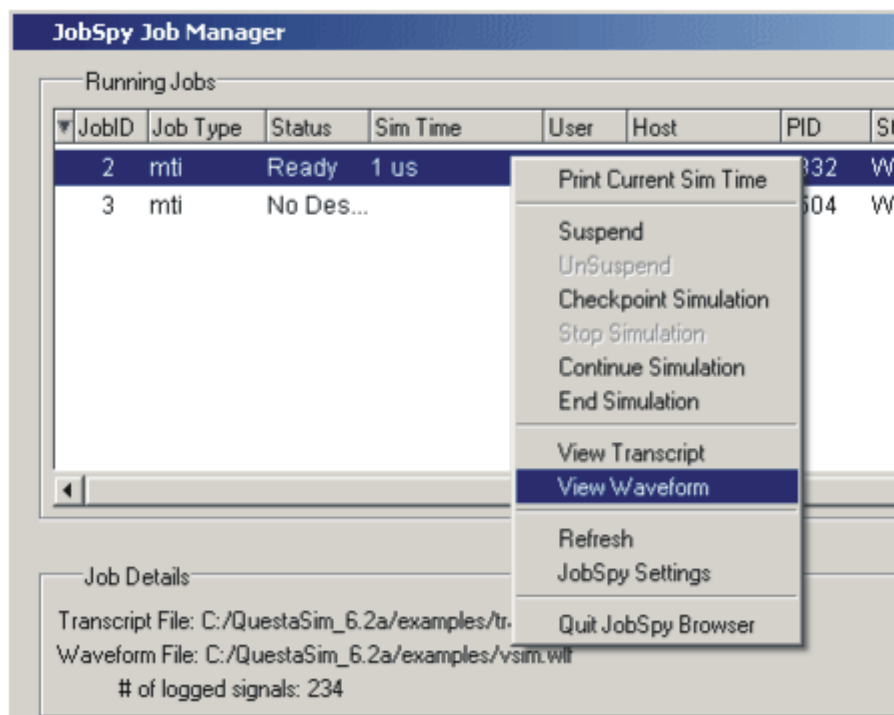 JobSpy Job Manager
Running Jobs
JobID Job Type Status Sim Time User Host PID
2 mti Ready 1 us
3 mti No Des...
Print Current Sim Time
Suspend
UnSuspend
Checkpoint Simulation
Stop Simulation
Continue Simulation
End Simulation
View Transcript
View Waveform
Refresh
JobSpy Settings
Quit JobSpy Browser
Job Details
Transcript File: C:/QuestaSim_6.2a/examples/
Waveform File: C:/QuestaSim_6.2a/examples/vsim.wlf
# of logged signals: 234